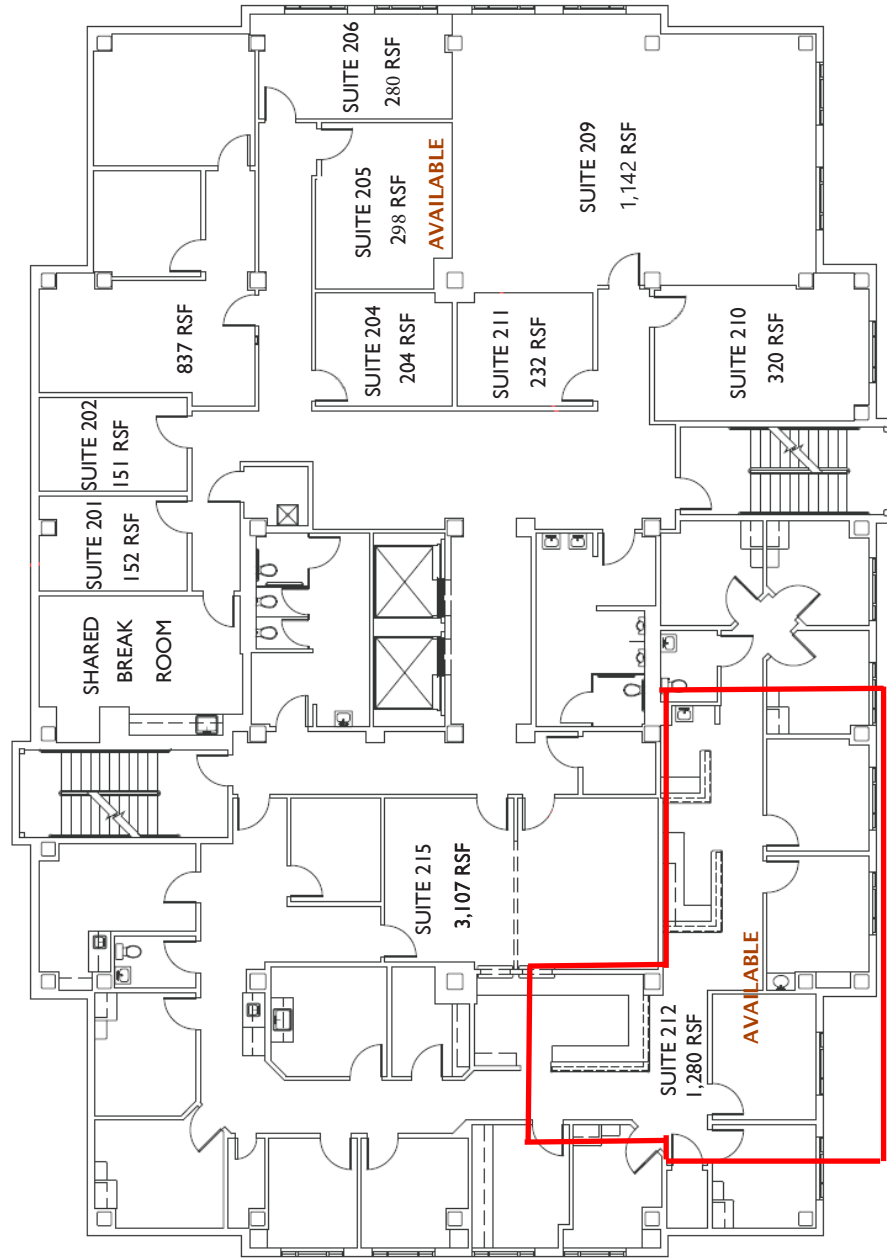 SUITE 206
280 RSF
SUITE 205
298 RSF
AVAILABLE
SUITE 209
1,142 RSF
837 RSF
SUITE 204
204 RSF
SUITE 211
232 RSF
SUITE 210
320 RSF
SUITE 202
151 RSF
SUITE 201
152 RSF
SHARED
BREAK
ROOM
SUITE 215
3,107 RSF
SUITE 212
1,280 RSF
AVAILABLE